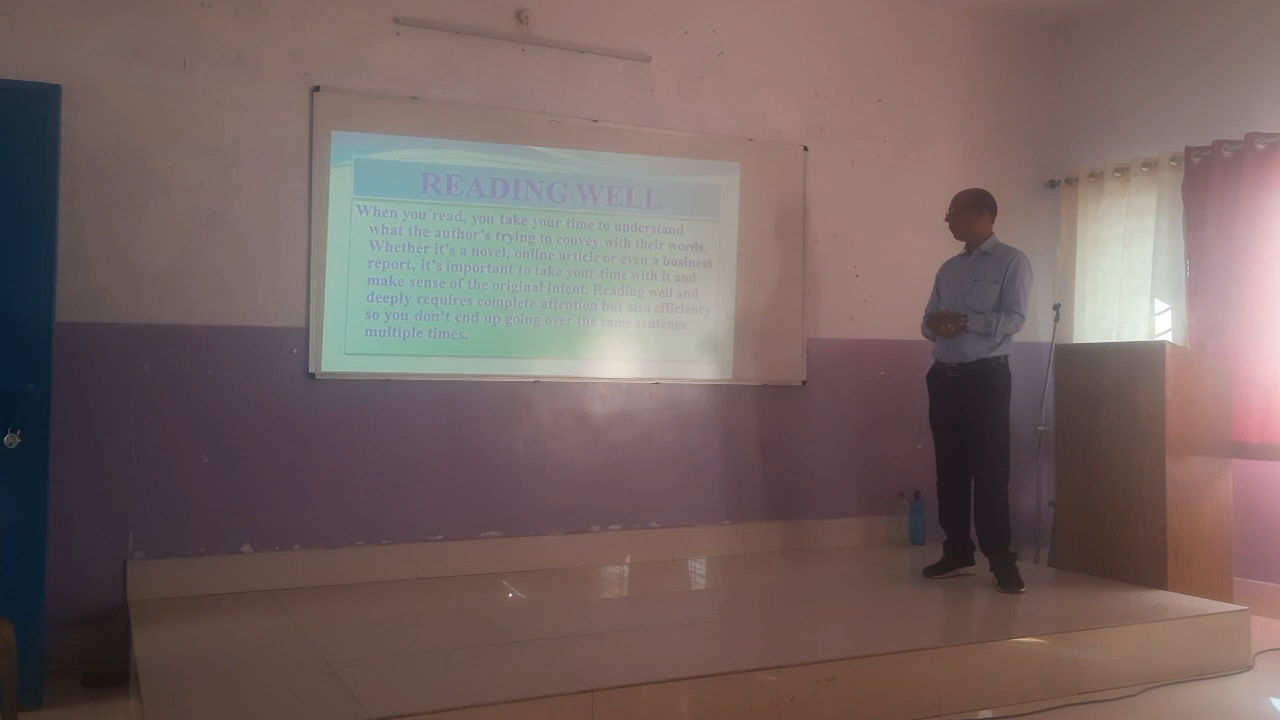 READING WELL
When you read, you take your time to understand
what the author's trying to convey with their words.
Whether it's a novel, online article or even a business
report, it's important to take your time with it and
make sense of the original intent. Reading well and
deeply requires complete attention but also efficiency
so you don't end up going over the same sentence
multiple times.